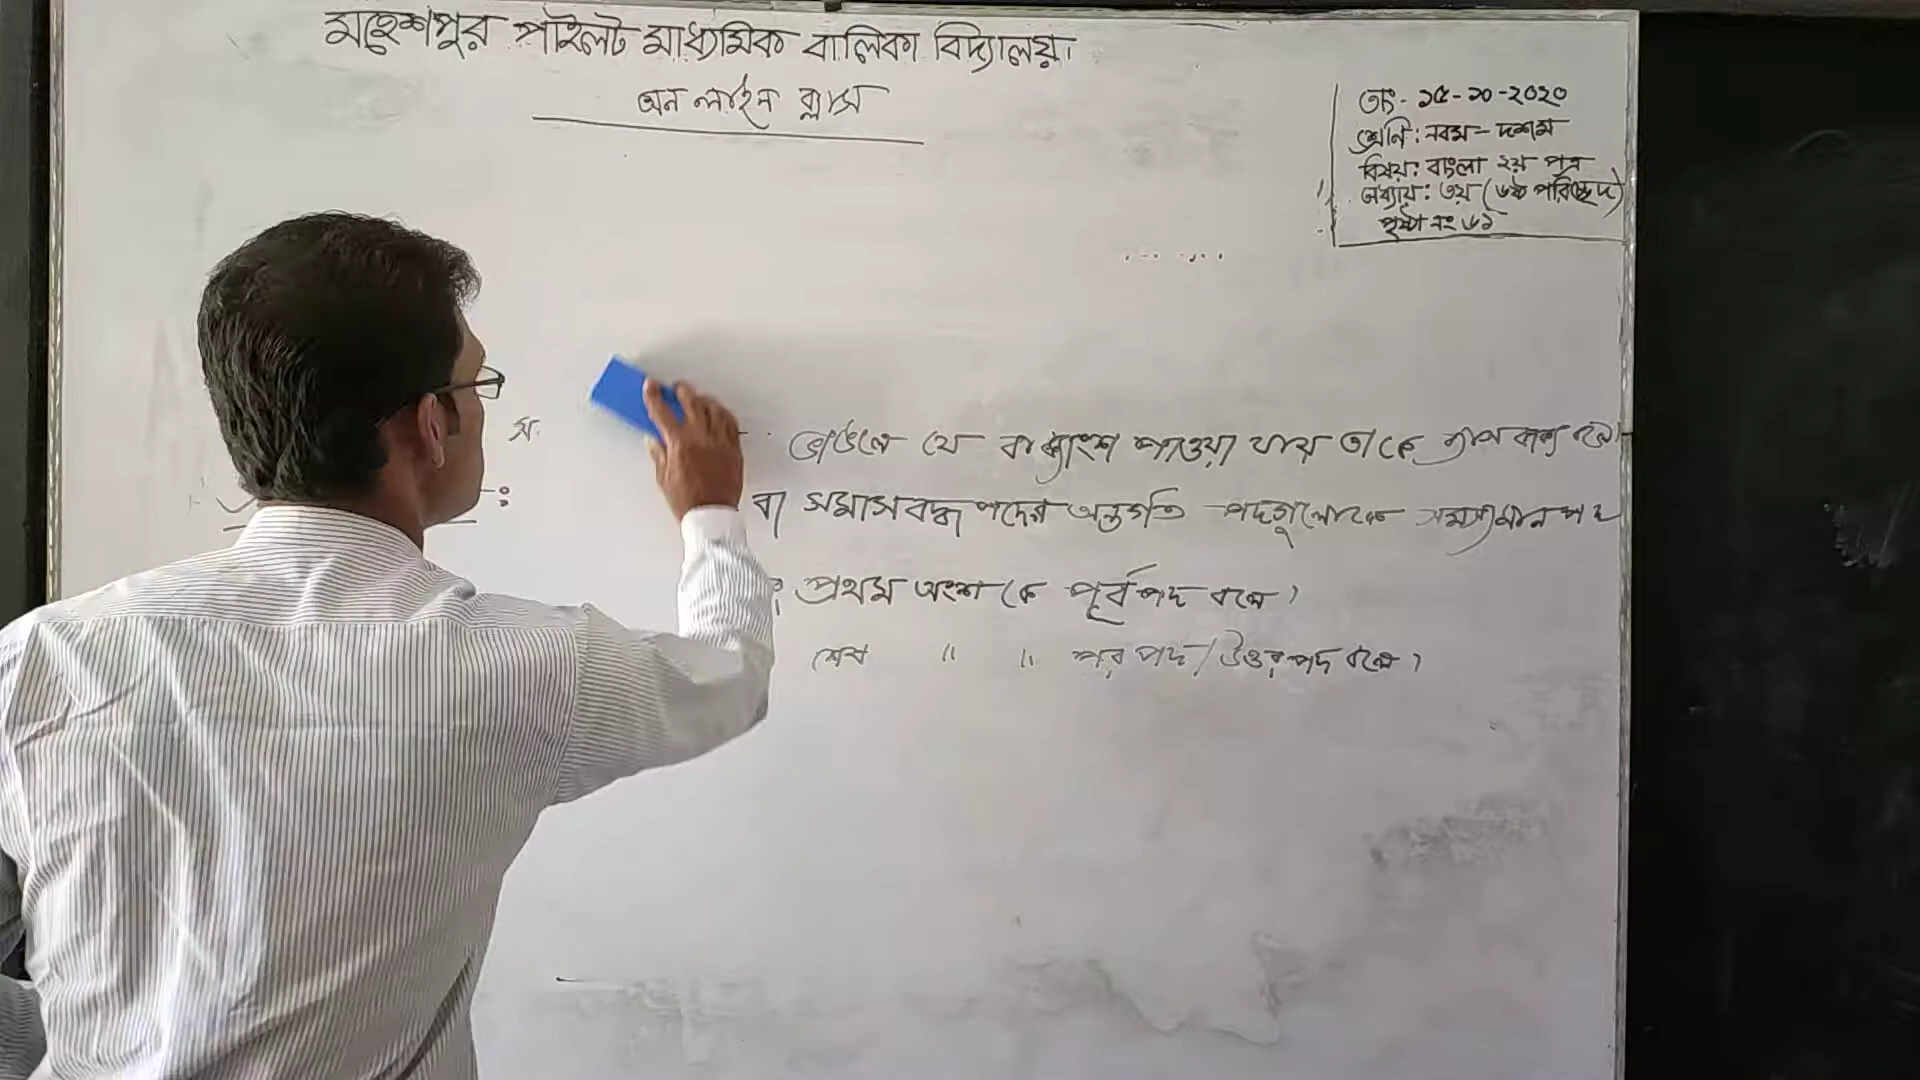 মহেশপুর পাইলট মাধ্যমিক বালিকা বিদ্যালয়।
অন লাইন ক্লাস
তাং - ১৫-১০-২০২০
শ্রেণি: নবম - দশম
বিষয়: বাংলা ২য় পত্র
অধ্যায়: ৩য় (৬ষ্ঠ পরিচ্ছেদ)
পৃষ্ঠা নং ৬১
স
ভাঙলে যে বাক্যাংশ পাওয়া যায় তাকে ব্যাসবাক্য বলে।
বা সমাসবদ্ধ পদের অন্তর্গত পদগুলোকে সমস্যমান পদ
প্রথম অংশকে পূর্বপদ বলে।
শেষ " " পরপদ/উত্তরপদ বলে।